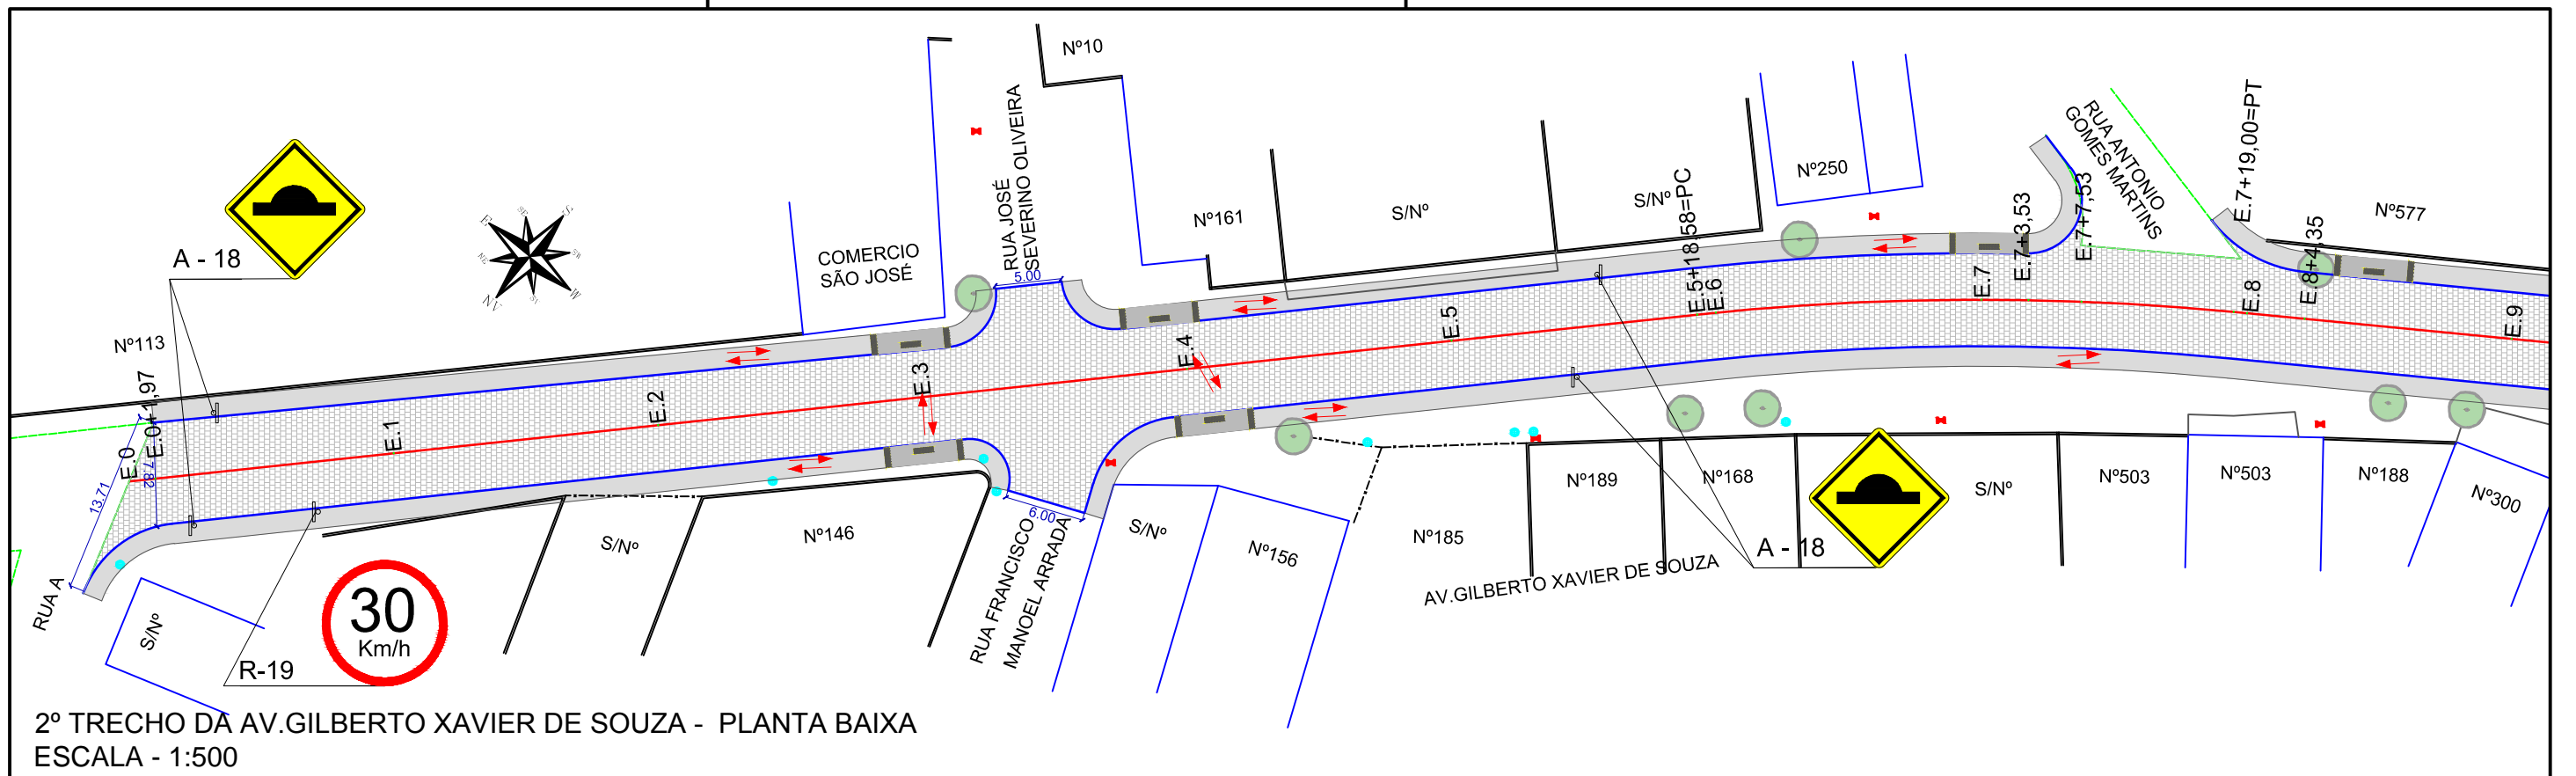 Nº10
RUA JOSÉ
SEVERINO OLIVEIRA
RUA ANTONIO
GOMES MARTINS
E.7+19,00=PT
Nº250
Nº577
A - 18
E
SE
S
SW
W
NW
NE
COMERCIO
SÃO JOSÉ
Nº161
S/Nº
S/Nº
5.00
E.5+18,58=PC
E.6
E.7
E.7+3,53
E.7+7,53
E.8
E.8+4,35
E.9
Nº113
E.0
E.0+1,97
E.1
E.2
E.3
E.4
E.5
13.71
7.82
6.00
RUA A
S/Nº
R-19
30
Km/h
S/Nº
Nº146
RUA FRANCISCO
MANOEL ARRADA
S/Nº
Nº156
Nº185
Nº189
Nº168
A - 18
S/Nº
Nº503
Nº503
Nº188
Nº300
AV.GILBERTO XAVIER DE SOUZA
2º TRECHO DA AV.GILBERTO XAVIER DE SOUZA - PLANTA BAIXA
ESCALA - 1:500